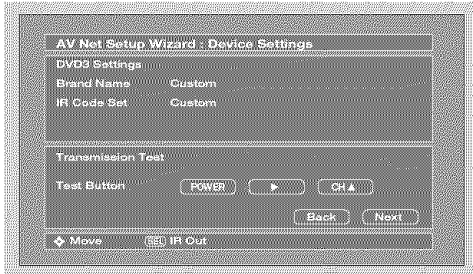 AV Net Setup Wizard : Device Settings
DVD3 Settings
Brand Name Custom
IR Code Set Custom
Transmission Test
Test Button POWER ▶ CH▲
Back Next
Move SEL IR Out